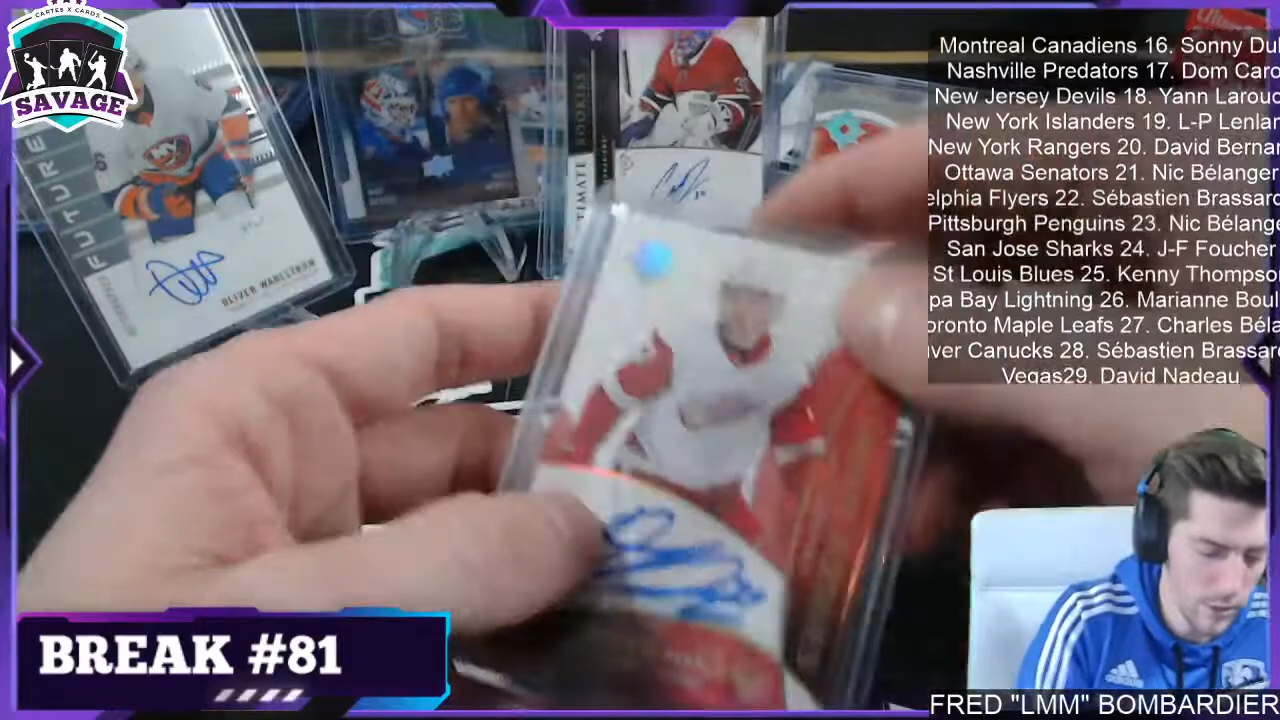 CARTES X CARDS
SAVAGE
FUTURE
OLIVER WAHLSTROM
ROOKIES
Montreal Canadiens 16. Sonny Dul
Nashville Predators 17. Dom Caro
New Jersey Devils 18. Yann Larouc
New York Islanders 19. L-P Lenlar
New York Rangers 20. David Bernar
Ottawa Senators 21. Nic Bélanger
elphia Flyers 22. Sébastien Brassard
Pittsburgh Penguins 23. Nic Bélange
San Jose Sharks 24. J-F Foucher
St Louis Blues 25. Kenny Thompso
pa Bay Lightning 26. Marianne Boul
oronto Maple Leafs 27. Charles Béla
uver Canucks 28. Sébastien Brassard
Vegas29. David Nadeau
BREAK #81
FRED "LMM" BOMBARDIER